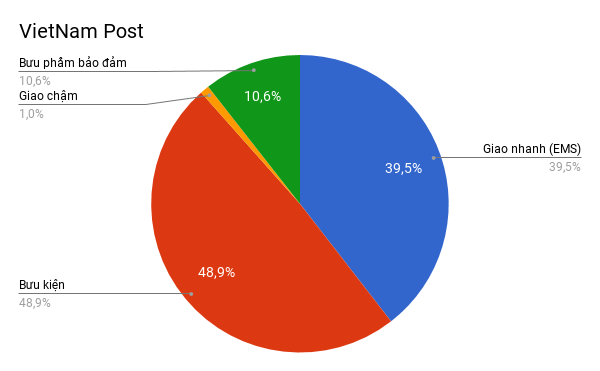 VietNam Post
Bưu phẩm bảo đảm
10,6%
Giao chậm
1,0%
10,6%
Giao nhanh (EMS)
39,5%
39,5%
48,9%
Bưu kiện
48,9%